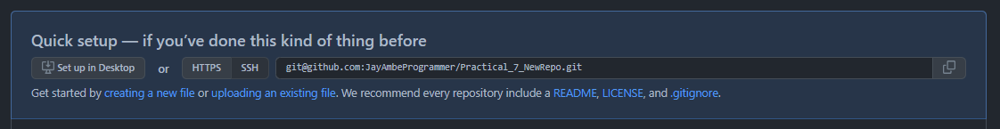 Quick setup — if you've done this kind of thing before
Set up in Desktop or HTTPS SSH git@github.com:JayAmbeProgrammer/Practical_7_NewRepo.git
Get started by creating a new file or uploading an existing file. We recommend every repository include a README, LICENSE, and .gitignore.